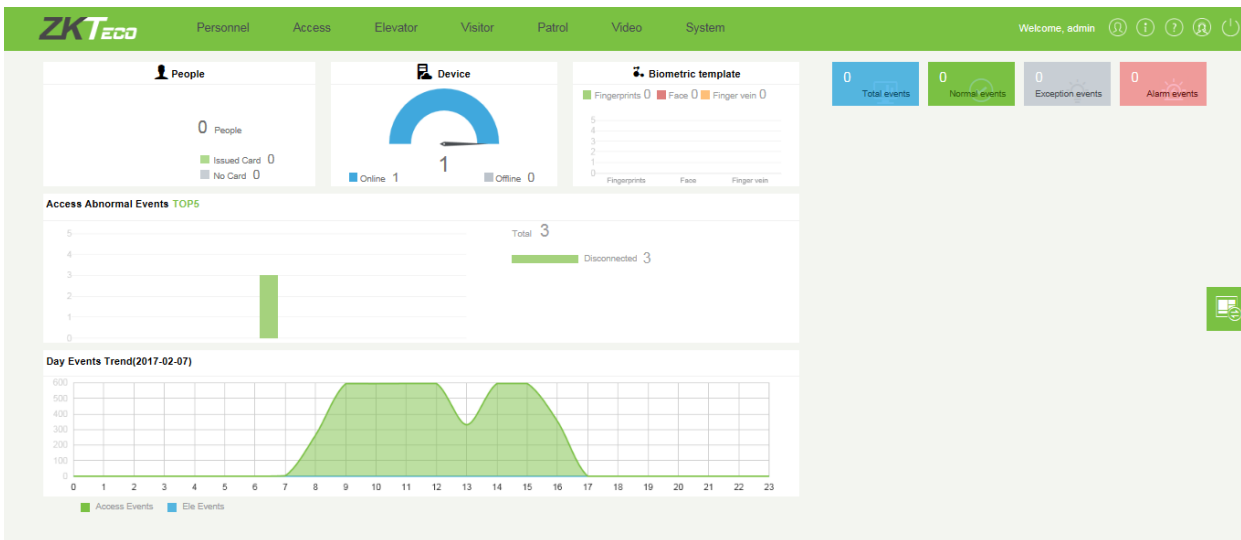 ZKTECO Personnel Access Elevator Visitor Patrol Video System Welcome, admin
People
0 People
Issued Card 0
No Card 0
Device
1
Online 1 Offline 0
Biometric template
Fingerprints 0 Face 0 Finger vein 0
5
4
3
2
1
0
Fingerprints Face Finger vein
0 Total events
0 Normal events
0 Exception events
0 Alarm events
Access Abnormal Events TOP5
5
4
3
2
1
0
Total 3
Disconnected 3
Day Events Trend(2017-02-07)
600
500
400
300
200
100
0
0 1 2 3 4 5 6 7 8 9 10 11 12 13 14 15 16 17 18 19 20 21 22 23
Access Events Ele Events